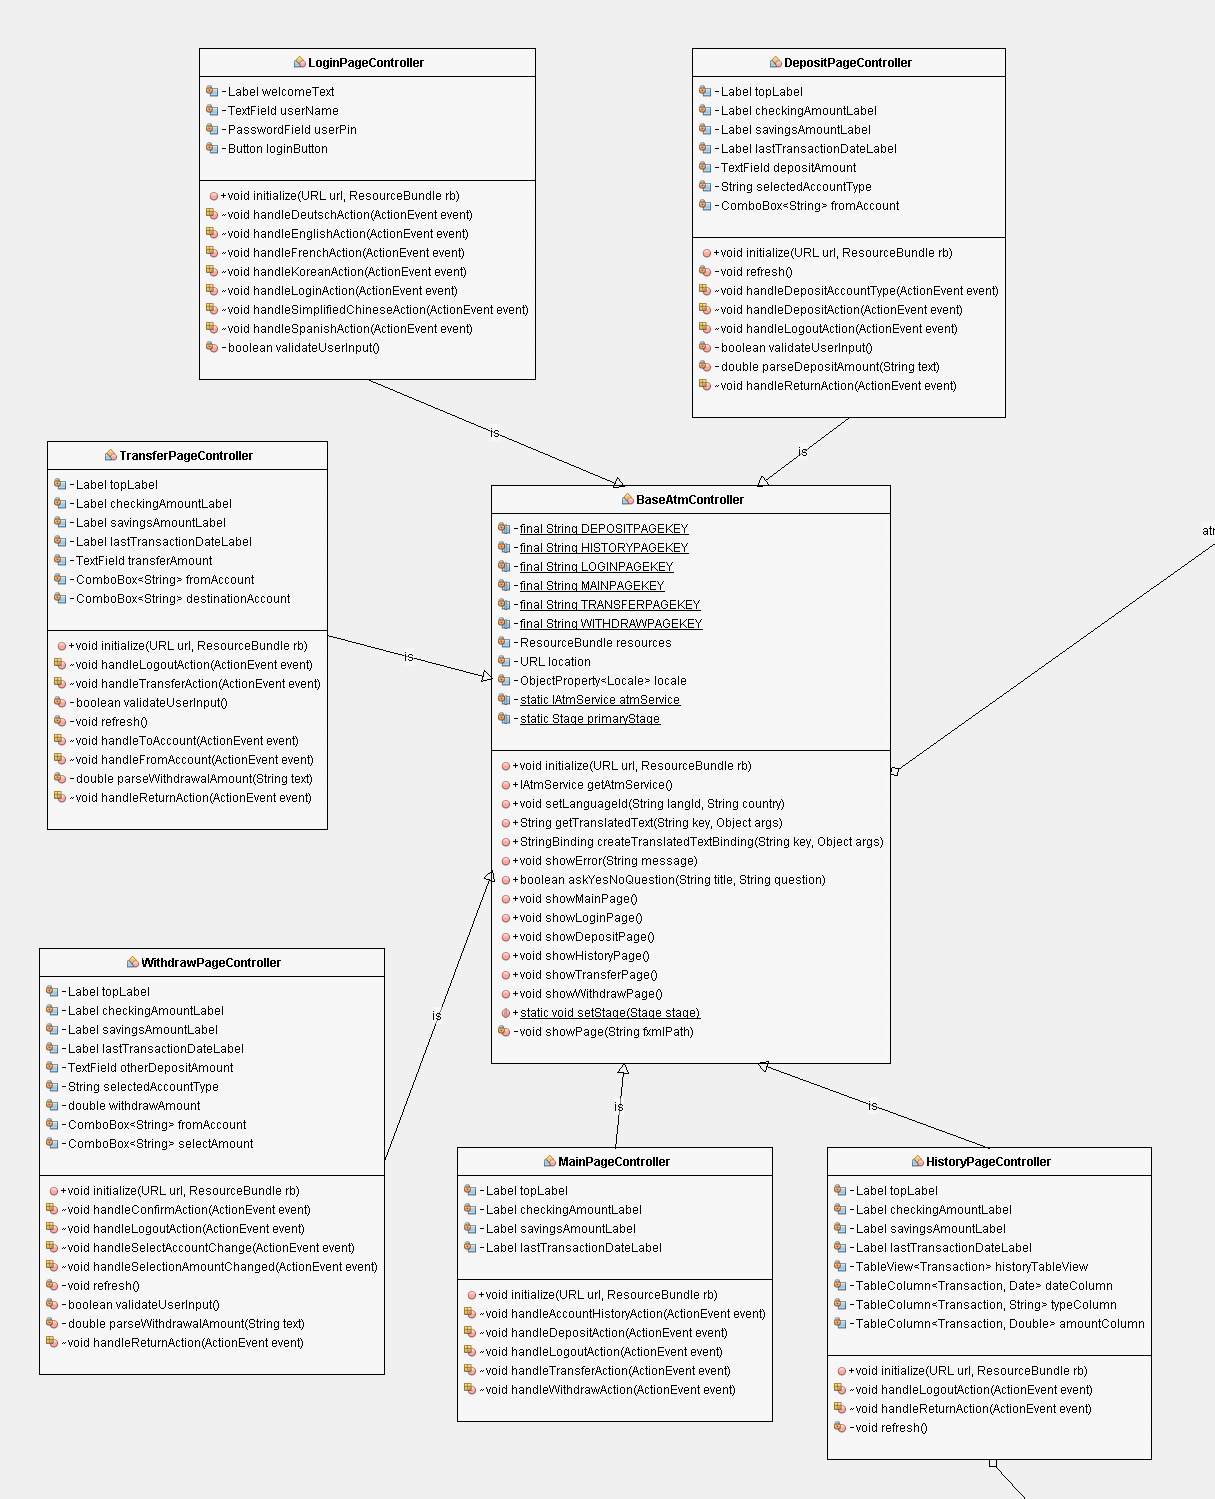 LoginPageController
-Label welcomeText
-TextField userName
-PasswordField userPin
-Button loginButton
+void initialize(URL url, ResourceBundle rb)
~void handleDeutschAction(ActionEvent event)
~void handleEnglishAction(ActionEvent event)
~void handleFrenchAction(ActionEvent event)
~void handleKoreanAction(ActionEvent event)
~void handleLoginAction(ActionEvent event)
~void handleSimplifiedChineseAction(ActionEvent event)
~void handleSpanishAction(ActionEvent event)
-boolean validateUserInput()
DepositPageController
-Label topLabel
-Label checkingAmountLabel
-Label savingsAmountLabel
-Label lastTransactionDateLabel
-TextField depositAmount
-String selectedAccountType
-ComboBox<String> fromAccount
+void initialize(URL url, ResourceBundle rb)
-void refresh()
~void handleDepositAccountType(ActionEvent event)
~void handleDepositAction(ActionEvent event)
~void handleLogoutAction(ActionEvent event)
-boolean validateUserInput()
-double parseDepositAmount(String text)
~void handleReturnAction(ActionEvent event)
is
is
TransferPageController
-Label topLabel
-Label checkingAmountLabel
-Label savingsAmountLabel
-Label lastTransactionDateLabel
-TextField transferAmount
-ComboBox<String> fromAccount
-ComboBox<String> destinationAccount
+void initialize(URL url, ResourceBundle rb)
~void handleLogoutAction(ActionEvent event)
~void handleTransferAction(ActionEvent event)
-boolean validateUserInput()
-void refresh()
~void handleToAccount(ActionEvent event)
~void handleFromAccount(ActionEvent event)
-double parseWithdrawalAmount(String text)
~void handleReturnAction(ActionEvent event)
is
BaseAtmController
-final String DEPOSITPAGEKEY
-final String HISTORYPAGEKEY
-final String LOGINPAGEKEY
-final String MAINPAGEKEY
-final String TRANSFERPAGEKEY
-final String WITHDRAWPAGEKEY
-ResourceBundle resources
-URL location
-ObjectProperty<Locale> locale
-static IAtmService atmService
-static Stage primaryStage
+void initialize(URL url, ResourceBundle rb)
+IAtmService getAtmService()
+void setLanguageId(String langId, String country)
+String getTranslatedText(String key, Object args)
+StringBinding createTranslatedTextBinding(String key, Object args)
+void showError(String message)
+boolean askYesNoQuestion(String title, String question)
+void showMainPage()
+void showLoginPage()
+void showDepositPage()
+void showHistoryPage()
+void showTransferPage()
+void showWithdrawPage()
+static void setStage(Stage stage)
-void showPage(String fxmlPath)
WithdrawPageController
-Label topLabel
-Label checkingAmountLabel
-Label savingsAmountLabel
-Label lastTransactionDateLabel
-TextField otherDepositAmount
-String selectedAccountType
-double withdrawAmount
-ComboBox<String> fromAccount
-ComboBox<String> selectAmount
+void initialize(URL url, ResourceBundle rb)
~void handleConfirmAction(ActionEvent event)
~void handleLogoutAction(ActionEvent event)
~void handleSelectAccountChange(ActionEvent event)
~void handleSelectionAmountChanged(ActionEvent event)
-void refresh()
-boolean validateUserInput()
-double parseWithdrawalAmount(String text)
~void handleReturnAction(ActionEvent event)
is
is
is
MainPageController
-Label topLabel
-Label checkingAmountLabel
-Label savingsAmountLabel
-Label lastTransactionDateLabel
+void initialize(URL url, ResourceBundle rb)
~void handleAccountHistoryAction(ActionEvent event)
~void handleDepositAction(ActionEvent event)
~void handleLogoutAction(ActionEvent event)
~void handleTransferAction(ActionEvent event)
~void handleWithdrawAction(ActionEvent event)
HistoryPageController
-Label topLabel
-Label checkingAmountLabel
-Label savingsAmountLabel
-Label lastTransactionDateLabel
-TableView<Transaction> historyTableView
-TableColumn<Transaction, Date> dateColumn
-TableColumn<Transaction, String> typeColumn
-TableColumn<Transaction, Double> amountColumn
+void initialize(URL url, ResourceBundle rb)
~void handleLogoutAction(ActionEvent event)
~void handleReturnAction(ActionEvent event)
-void refresh()